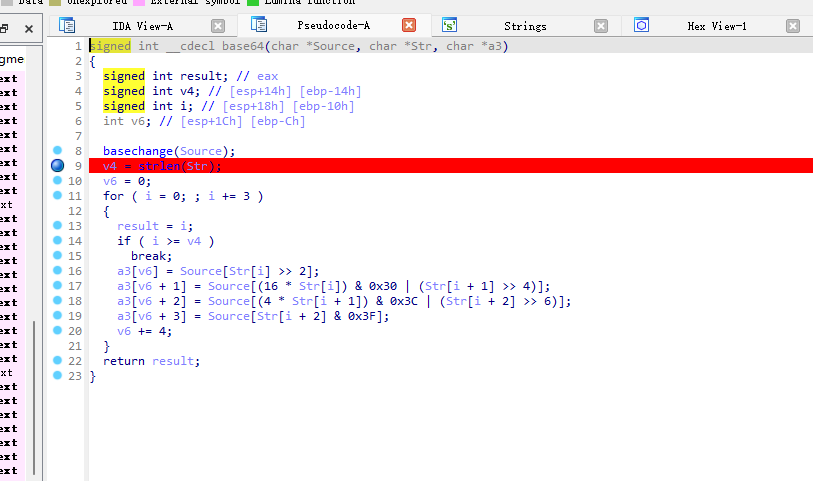 Data unexplored External symbol Lumina function
IDA View-A Pseudocode-A Strings Hex View-1
gme
ext
ext
ext
ext
ext
ext
ext
ext
ext
xt
ext
ext
ext
ext
ext
ext
ext
ext
ext
ext
ext
xt
ext
ext
ext
ext
ext
ext
ext
1 signed int __cdecl base64(char *Source, char *Str, char *a3)
2 {
3 signed int result; // eax
4 signed int v4; // [esp+14h] [ebp-14h]
5 signed int i; // [esp+18h] [ebp-10h]
6 int v6; // [esp+1Ch] [ebp-Ch]
7
8 basechange(Source);
9 v4 = strlen(Str);
10 v6 = 0;
11 for ( i = 0; ; i += 3 )
12 {
13 result = i;
14 if ( i >= v4 )
15 break;
16 a3[v6] = Source[Str[i] >> 2];
17 a3[v6 + 1] = Source[(16 * Str[i]) & 0x30 | (Str[i + 1] >> 4)];
18 a3[v6 + 2] = Source[(4 * Str[i + 1]) & 0x3C | (Str[i + 2] >> 6)];
19 a3[v6 + 3] = Source[Str[i + 2] & 0x3F];
20 v6 += 4;
21 }
22 return result;
23 }